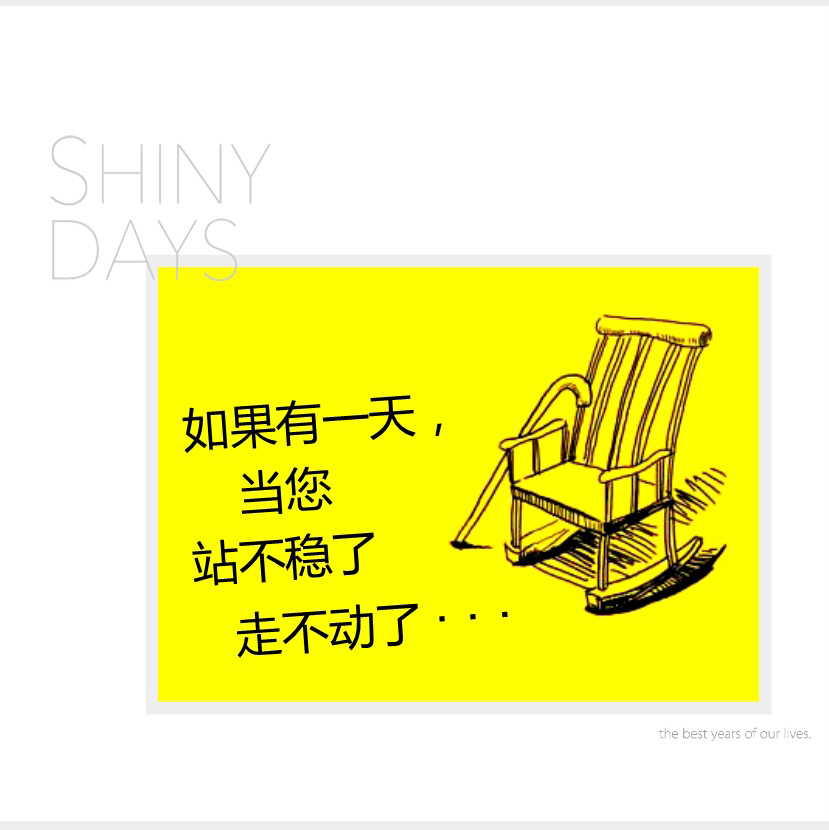 SHINY
DAYS
如果有一天，
当您
站不稳了
走不动了···
the best years of our lives.